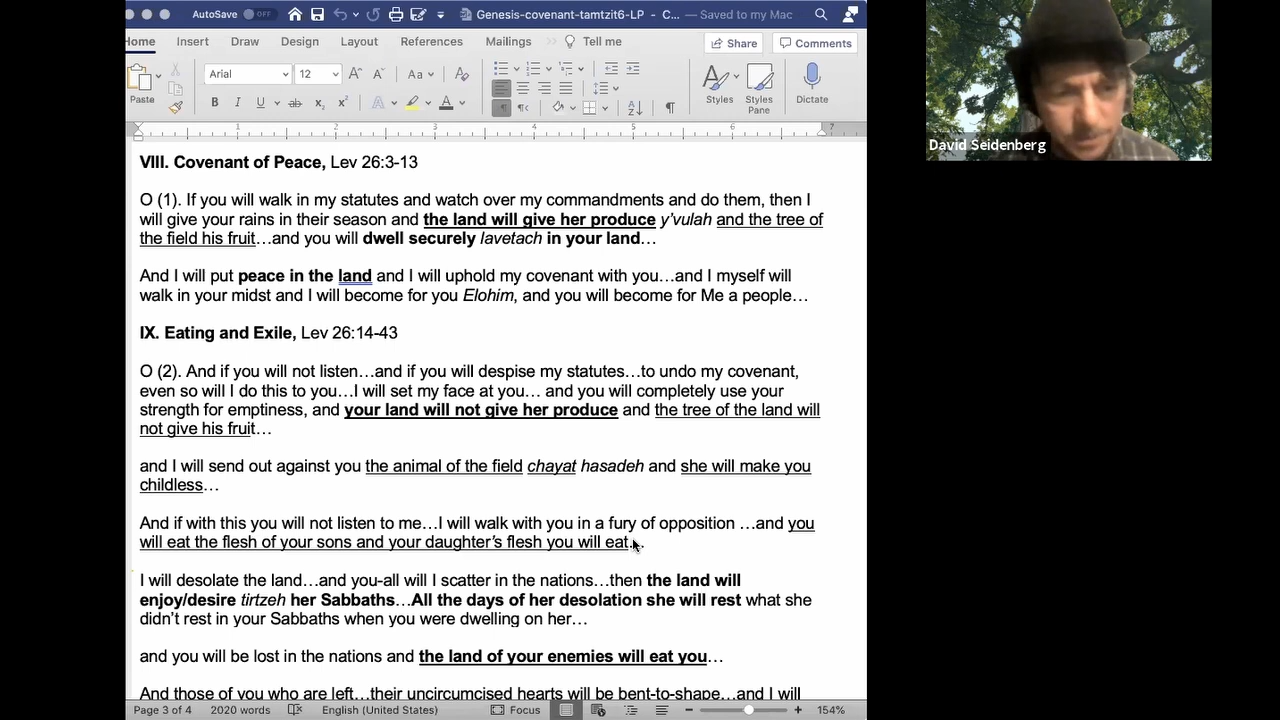 AutoSave OFF Genesis-covenant-tamtzit6-LP - C... — Saved to my Mac
Home Insert Draw Design Layout References Mailings >> Tell me Share Comments
Paste Arial 12 Aa Styles Styles Pane Dictate
B I U ab x₂ x² A A
1 2 3 4 5 6 7
VIII. Covenant of Peace, Lev 26:3-13
O (1). If you will walk in my statutes and watch over my commandments and do them, then I
will give your rains in their season and the land will give her produce y’vulah and the tree of
the field his fruit…and you will dwell securely lavetach in your land…
And I will put peace in the land and I will uphold my covenant with you…and I myself will
walk in your midst and I will become for you Elohim, and you will become for Me a people…
IX. Eating and Exile, Lev 26:14-43
O (2). And if you will not listen…and if you will despise my statutes…to undo my covenant,
even so will I do this to you…I will set my face at you… and you will completely use your
strength for emptiness, and your land will not give her produce and the tree of the land will
not give his fruit…
and I will send out against you the animal of the field chayat hasadeh and she will make you
childless…
And if with this you will not listen to me…I will walk with you in a fury of opposition …and you
will eat the flesh of your sons and your daughter’s flesh you will eat…
I will desolate the land…and you-all will I scatter in the nations…then the land will
enjoy/desire tirtzeh her Sabbaths…All the days of her desolation she will rest what she
didn’t rest in your Sabbaths when you were dwelling on her…
and you will be lost in the nations and the land of your enemies will eat you…
And those of you who are left…their uncircumcised hearts will be bent-to-shape…and I will
Page 3 of 4 2020 words English (United States) Focus 154%
David Seidenberg